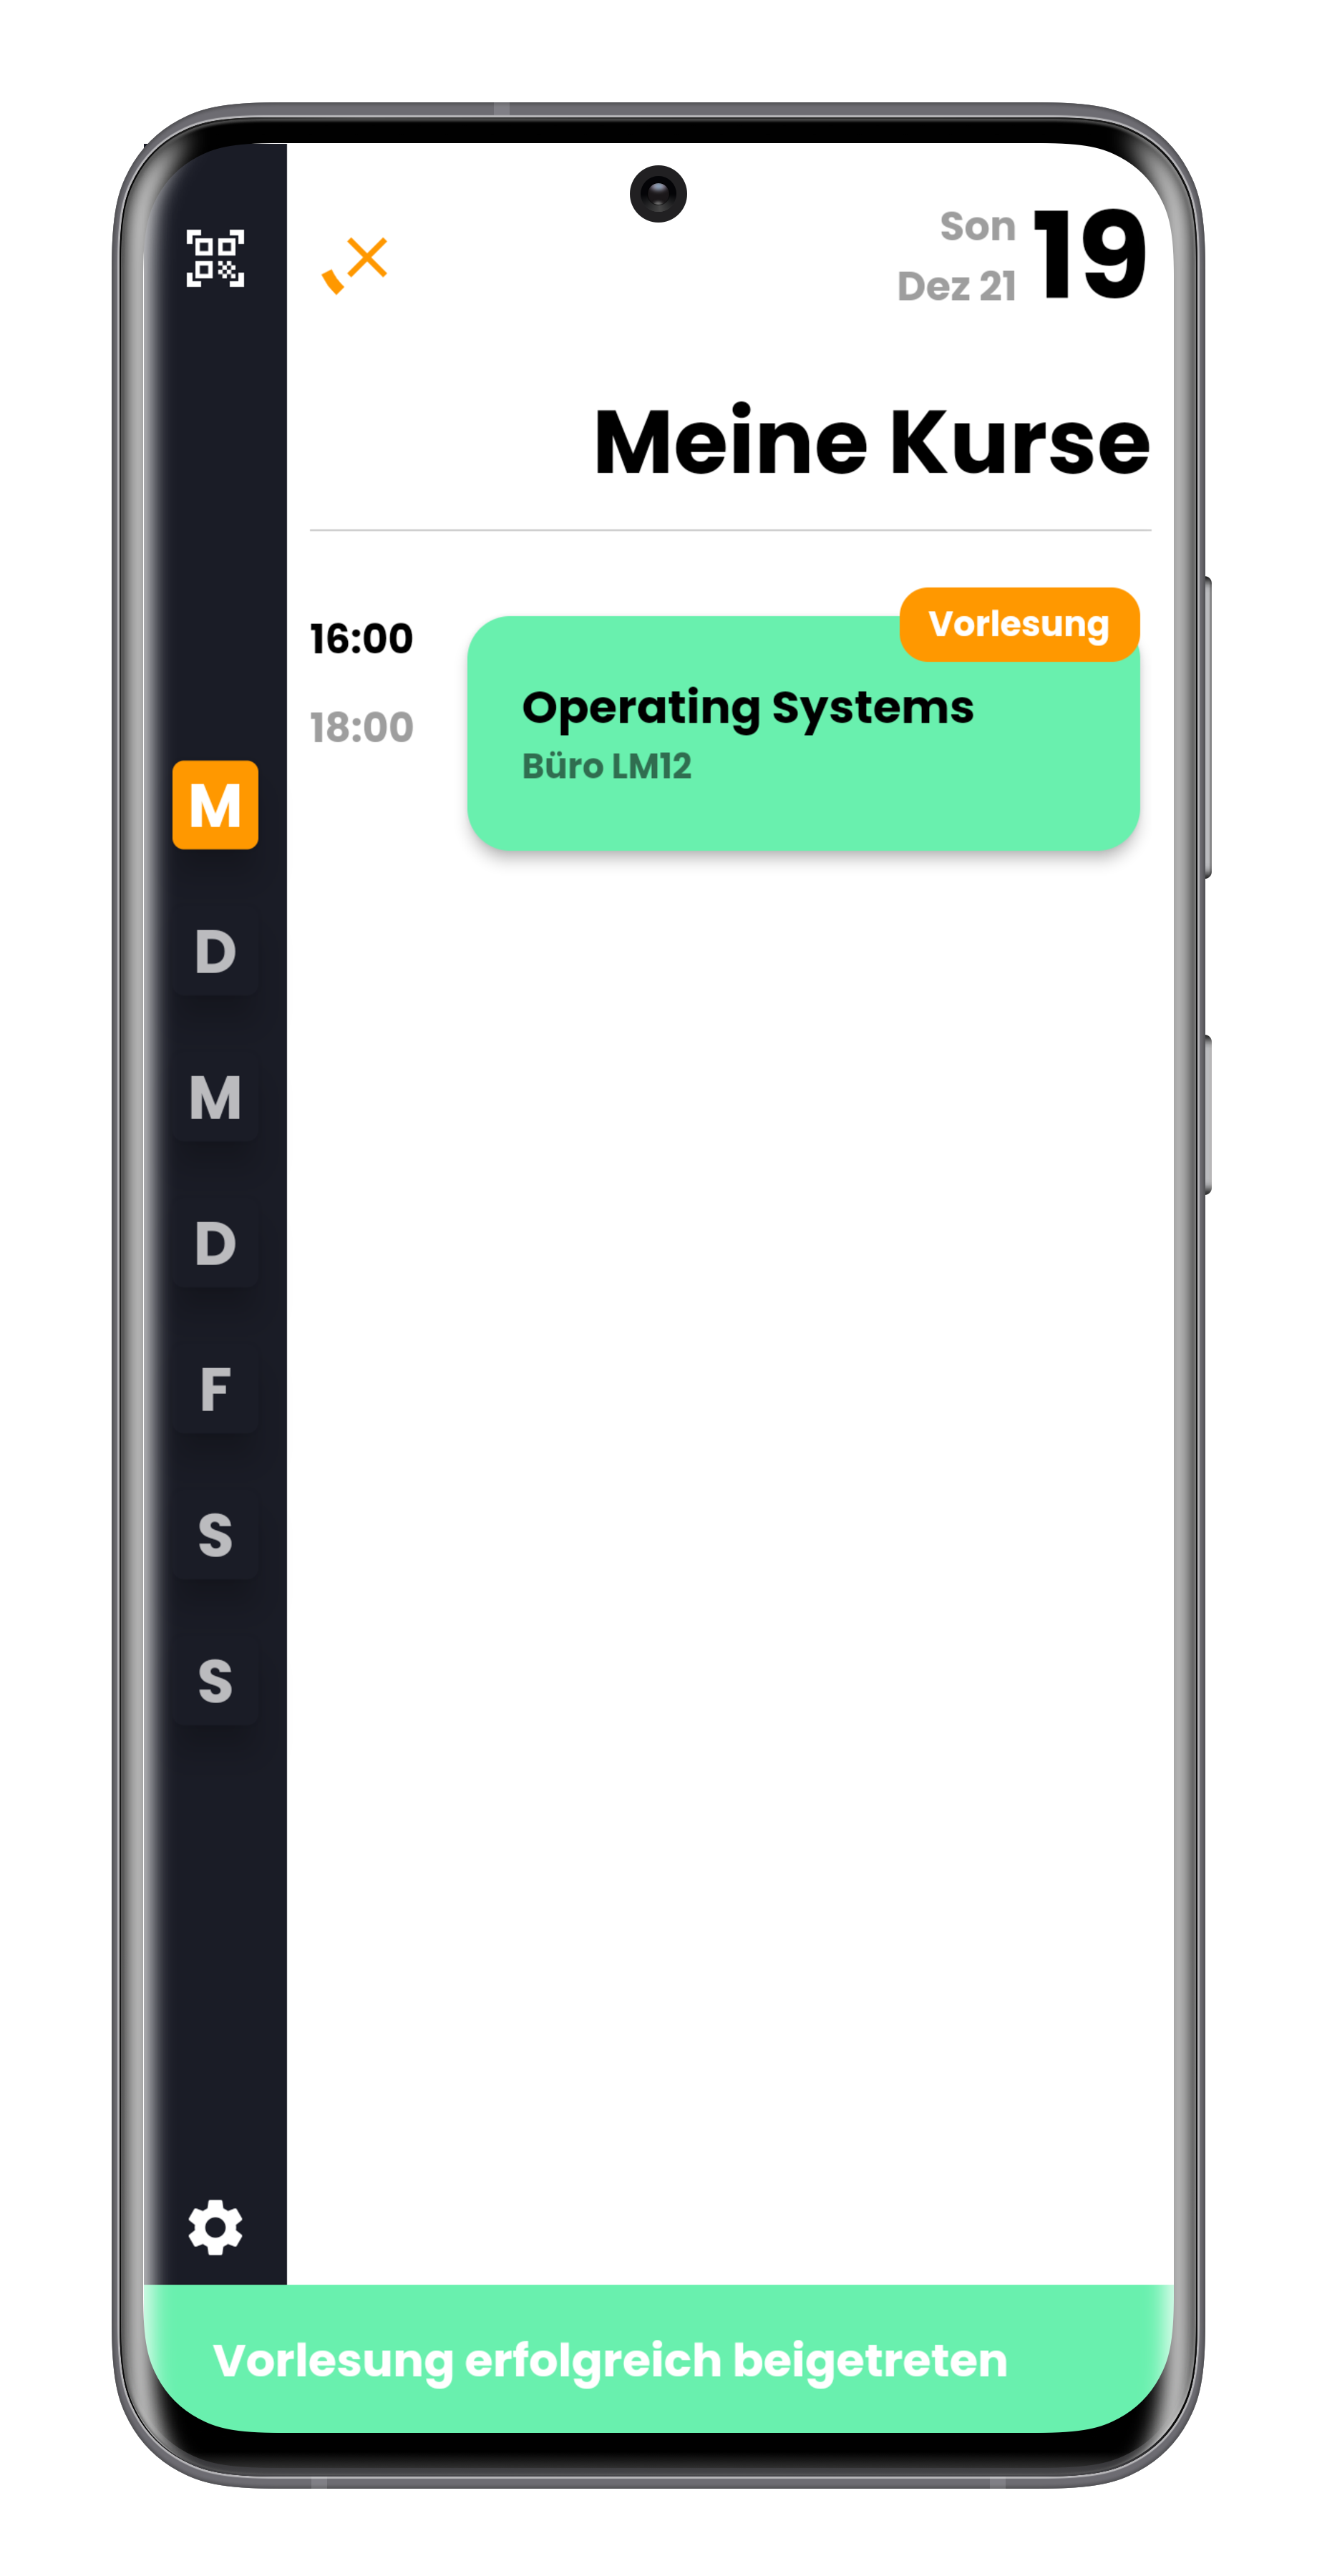 Son
Dez 21
19
Meine Kurse
16:00
18:00
Vorlesung
Operating Systems
Büro LM12
M
D
M
D
F
S
S
Vorlesung erfolgreich beigetreten